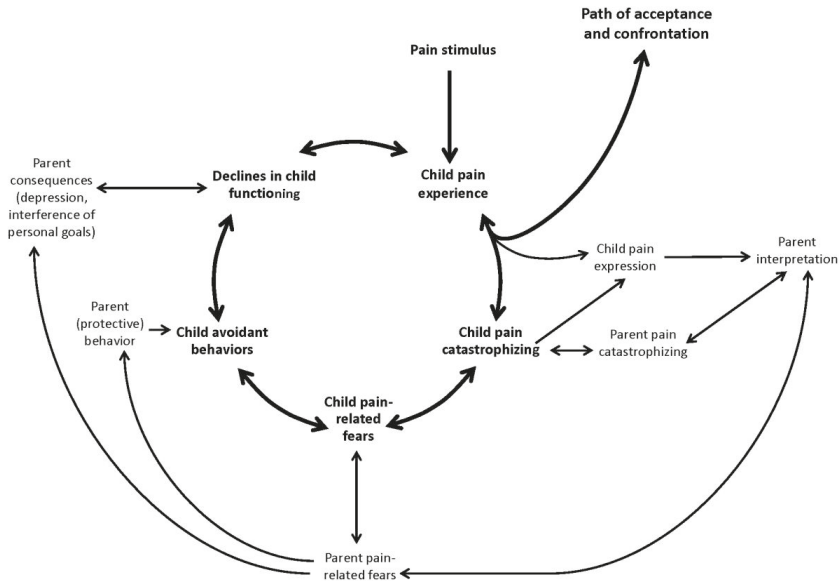 Path of acceptance
and confrontation
Pain stimulus
Parent
consequences
(depression,
interference of
personal goals)
Declines in child
functioning
Child pain
experience
Child pain
expression
Parent
interpretation
Parent
(protective)
behavior
Child avoidant
behaviors
Child pain
catastrophizing
Parent pain
catastrophizing
Child pain-
related
fears
Parent pain-
related fears